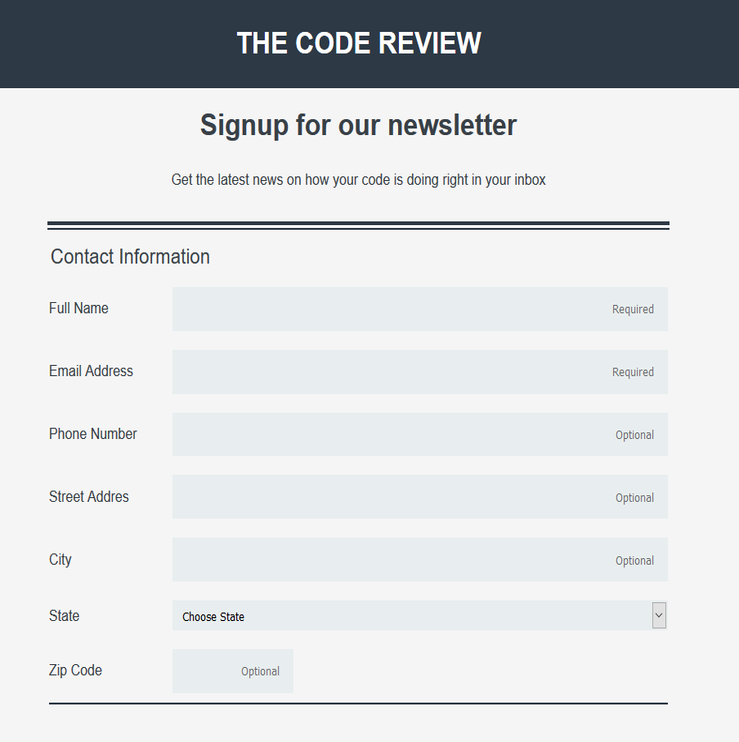 THE CODE REVIEW
Signup for our newsletter
Get the latest news on how your code is doing right in your inbox
Contact Information
Full Name Required
Email Address Required
Phone Number Optional
Street Addres Optional
City Optional
State Choose State
Zip Code Optional